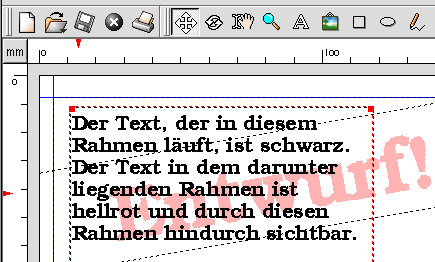 mm
0
100
0
Der Text, der in diesem
Rahmen läuft, ist schwarz.
Der Text in dem darunter
liegenden Rahmen ist
hellrot und durch diesen
Rahmen hindurch sichtbar.
Entwurf!